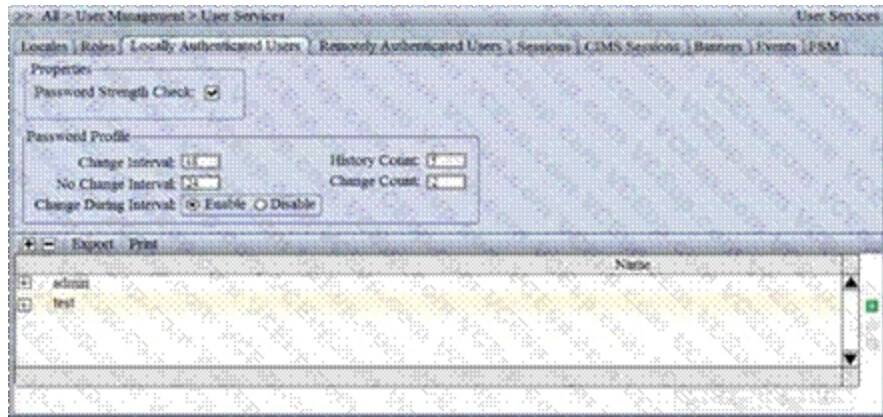 >> All > User Management > User Services User Services
Locales Roles Locally Authenticated Users Remotely Authenticated Users Sessions CIMS Sessions Banners Events FSM
Properties
Password Strength Check:
Password Profile
Change Interval: History Count:
No Change Interval: 24 Change Count: 2
Change During Interval: Enable Disable
+ − Export Print
Name
+ admin
+ test